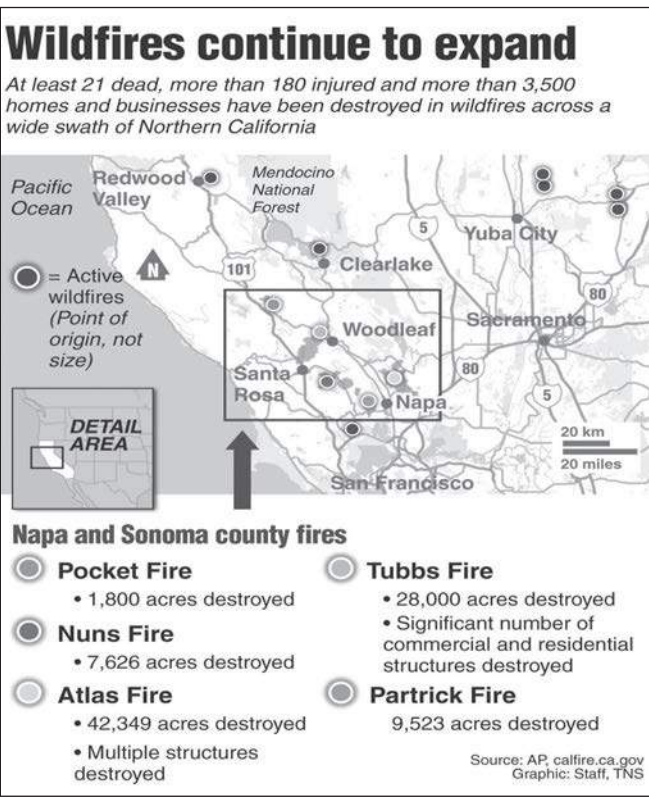 Wildfires continue to expand
At least 21 dead, more than 180 injured and more than 3,500
homes and businesses have been destroyed in wildfires across a
wide swath of Northern California
Pacific
Ocean
Redwood
Valley
Mendocino
National
Forest
5
Yuba City
101
Clearlake
N
= Active
wildfires
(Point of
origin, not
size)
80
Woodleaf
Sacramento
Santa
Rosa
80
Napa
5
DETAIL
AREA
20 km
20 miles
San Francisco
Napa and Sonoma county fires
Pocket Fire
• 1,800 acres destroyed
Nuns Fire
• 7,626 acres destroyed
Atlas Fire
• 42,349 acres destroyed
• Multiple structures
destroyed
Tubbs Fire
• 28,000 acres destroyed
• Significant number of
commercial and residential
structures destroyed
Partrick Fire
9,523 acres destroyed
Source: AP, calfire.ca.gov
Graphic: Staff, TNS